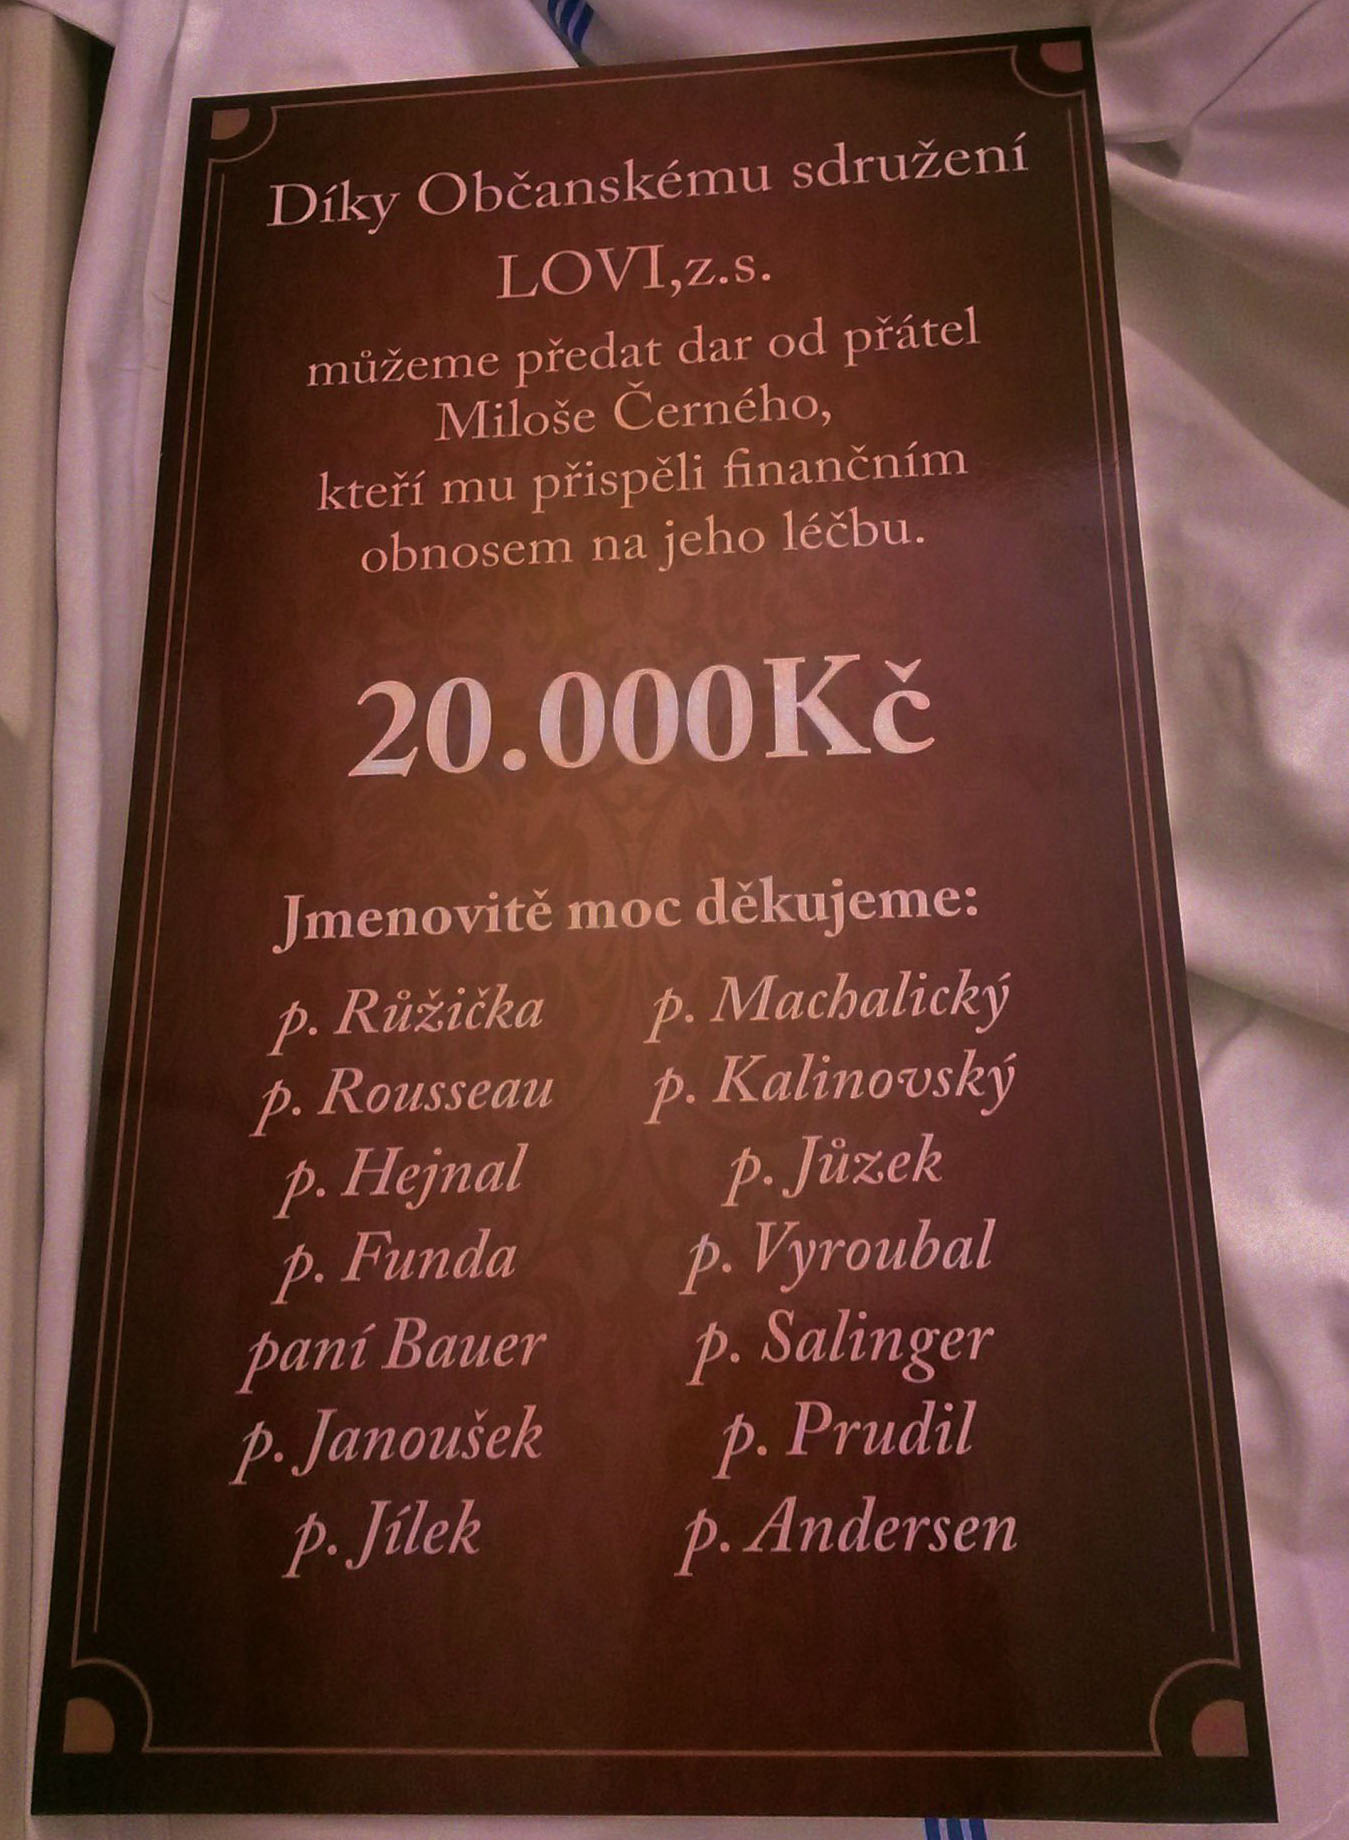 Díky Občanskému sdružení
LOVI,z.s.
můžeme předat dar od přátel
Miloše Černého,
kteří mu přispěli finančním
obnosem na jeho léčbu.
20.000Kč
Jmenovitě moc děkujeme:
p. Růžička
p. Rousseau
p. Hejnal
p. Funda
paní Bauer
p. Janoušek
p. Jílek
p. Machalický
p. Kalinovský
p. Jůzek
p. Vyroubal
p. Salinger
p. Prudil
p. Andersen